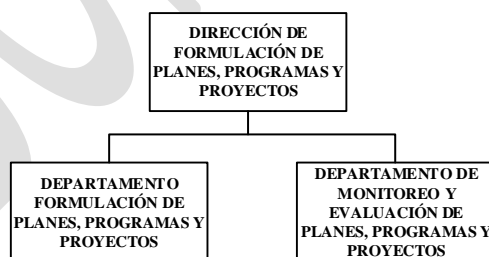 DIRECCIÓN DE
FORMULACIÓN DE
PLANES, PROGRAMAS Y
PROYECTOS
DEPARTAMENTO
FORMULACIÓN DE
PLANES, PROGRAMAS Y
PROYECTOS
DEPARTAMENTO DE
MONITOREO Y
EVALUACIÓN DE
PLANES, PROGRAMAS Y
PROYECTOS